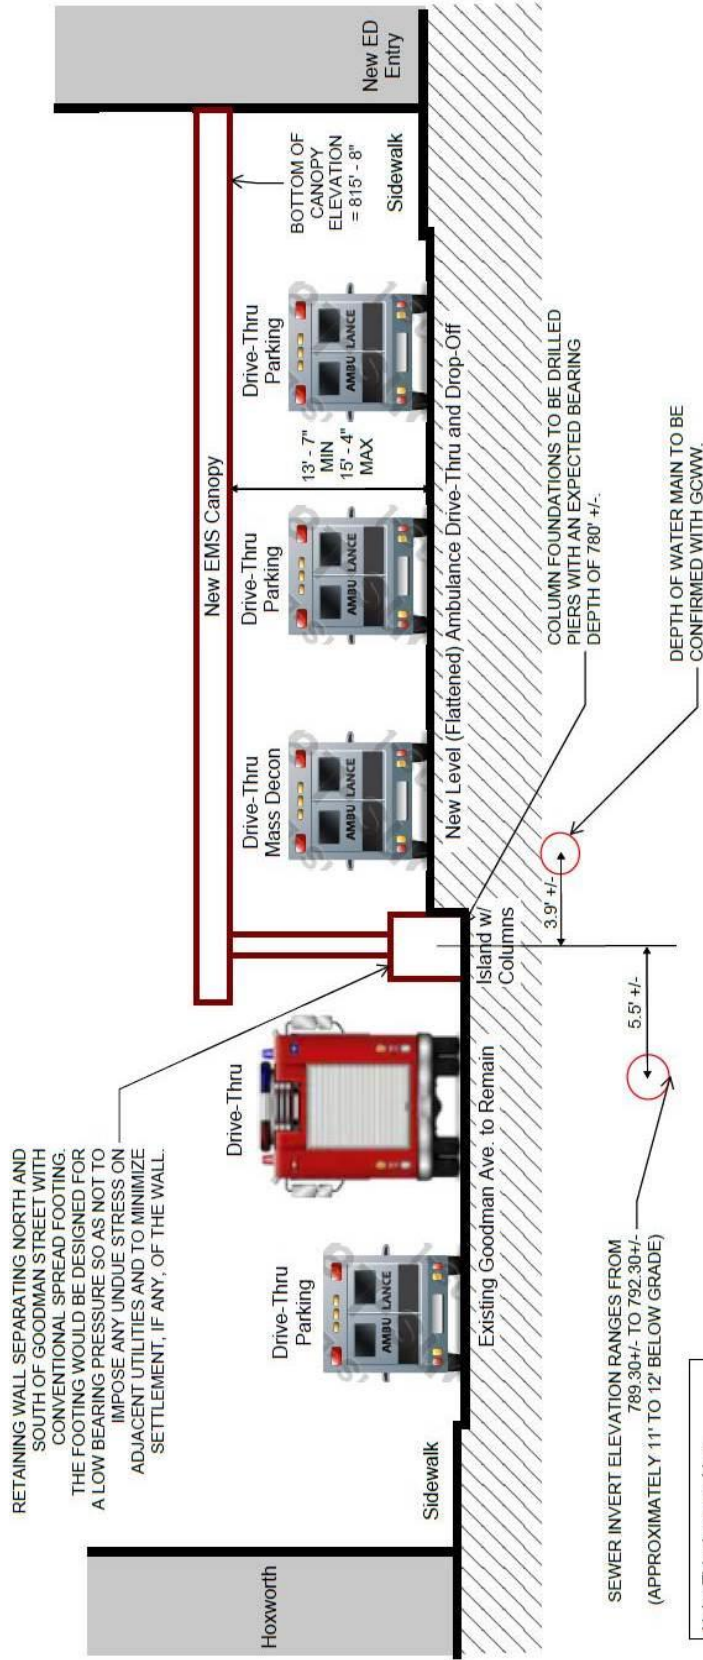 RETAINING WALL SEPARATING NORTH AND
SOUTH OF GOODMAN STREET WITH
CONVENTIONAL SPREAD FOOTING.
THE FOOTING WOULD BE DESIGNED FOR
A LOW BEARING PRESSURE SO AS NOT TO
IMPOSE ANY UNDUE STRESS ON
ADJACENT UTILITIES AND TO MINIMIZE
SETTLEMENT, IF ANY, OF THE WALL.
New EMS Canopy
BOTTOM OF
CANOPY
ELEVATION
= 815' - 8"
New ED
Entry
Hoxworth
Sidewalk
Drive-Thru
Parking
AMBULANCE
Drive-Thru
Drive-Thru
Mass Decon
AMBULANCE
Drive-Thru
Parking
AMBULANCE
13' - 7"
MIN
15' - 4"
MAX
Drive-Thru
Parking
AMBULANCE
Sidewalk
Existing Goodman Ave. to Remain
Island w/
Columns
New Level (Flattened) Ambulance Drive-Thru and Drop-Off
COLUMN FOUNDATIONS TO BE DRILLED
PIERS WITH AN EXPECTED BEARING
DEPTH OF 780' +/-.
3.9' +/-
5.5' +/-
SEWER INVERT ELEVATION RANGES FROM
789.30+/- TO 792.30+/-
(APPROXIMATELY 11' TO 12' BELOW GRADE)
DEPTH OF WATER MAIN TO BE
CONFIRMED WITH GCWW.